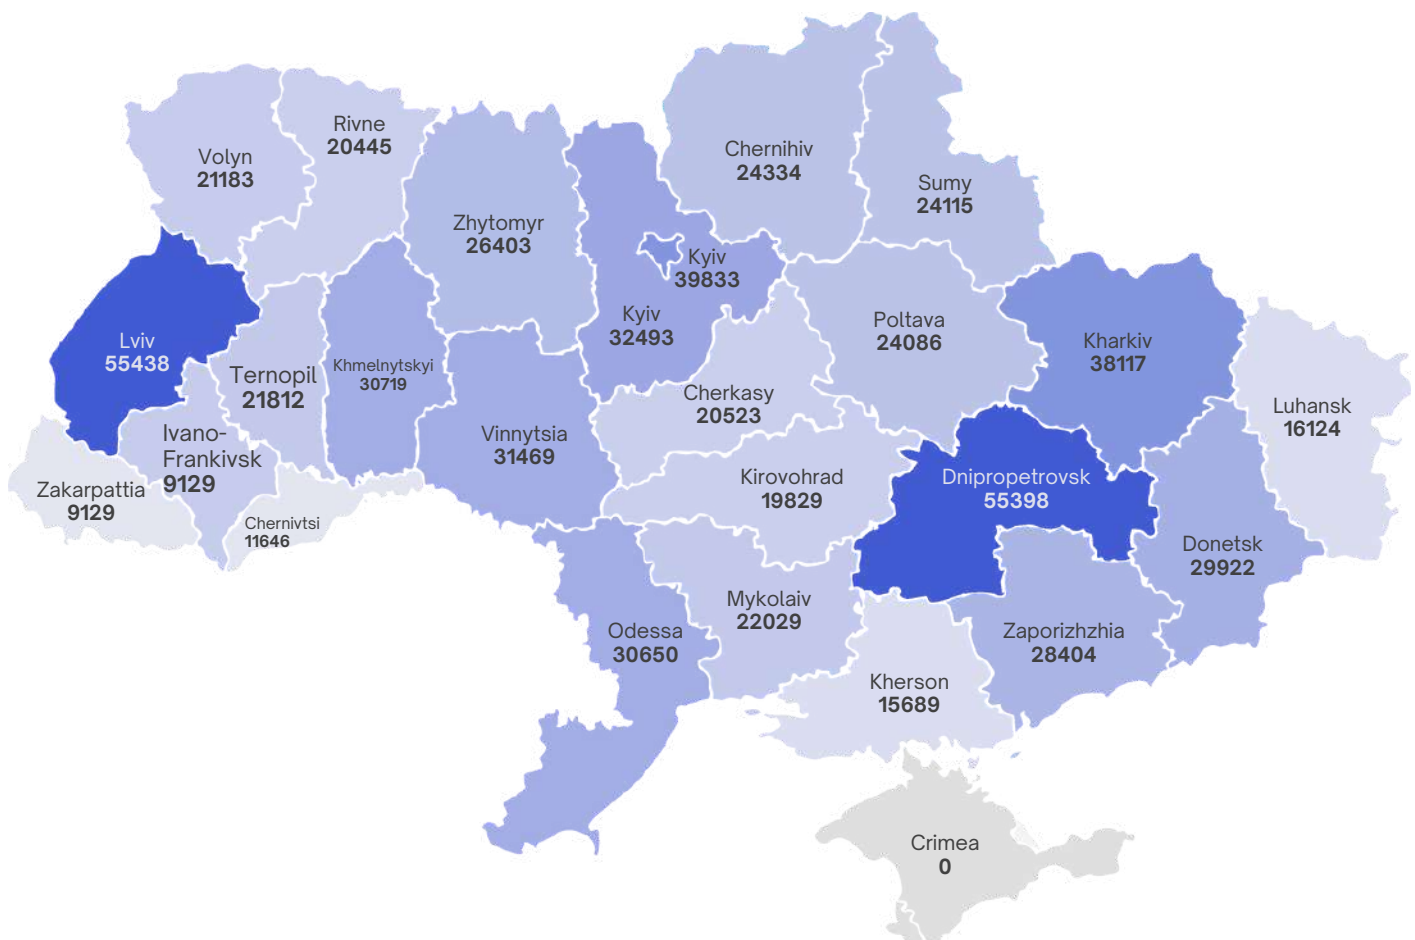 Rivne
20445
Volyn
21183
Chernihiv
24334
Sumy
24115
Zhytomyr
26403
Kyiv
39833
Kyiv
32493
Lviv
55438
Ternopil
21812
Khmelnytskyi
30719
Poltava
24086
Kharkiv
38117
Cherkasy
20523
Luhansk
16124
Ivano-
Frankivsk
9129
Vinnytsia
31469
Kirovohrad
19829
Dnipropetrovsk
55398
Zakarpattia
9129
Chernivtsi
11646
Donetsk
29922
Mykolaiv
22029
Odessa
30650
Zaporizhzhia
28404
Kherson
15689
Crimea
0